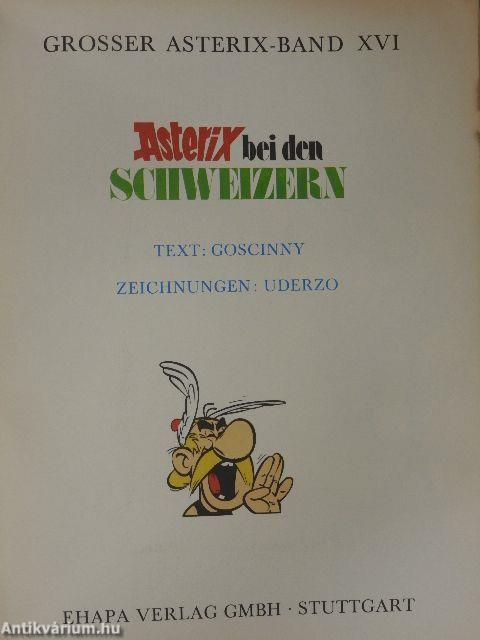 GROSSER ASTERIX-BAND XVI
Asterix bei den
SCHWEIZERN
TEXT: GOSCINNY
ZEICHNUNGEN: UDERZO
EHAPA VERLAG GMBH · STUTTGART
Antikvárium.hu